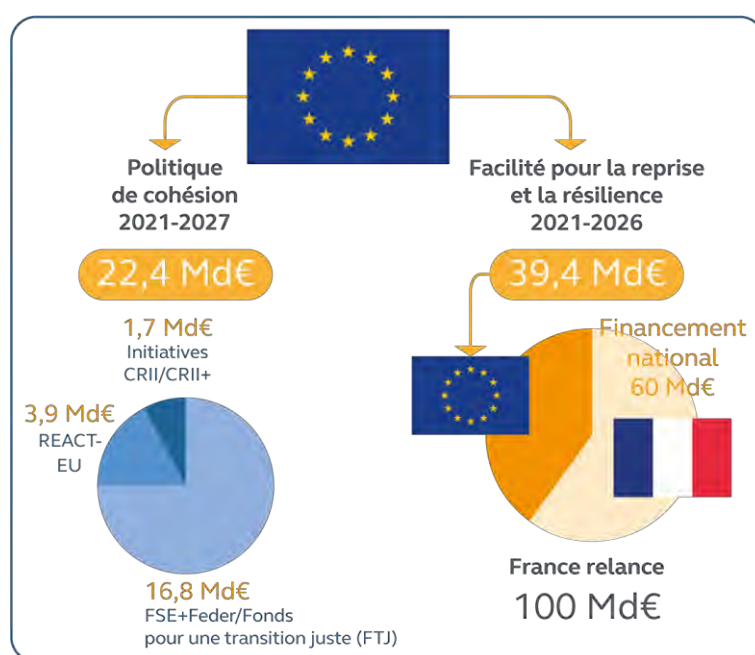 Politique
de cohésion
2021-2027
22,4 Md€
1,7 Md€
Initiatives
CRII/CRII+
3,9 Md€
REACT-
EU
16,8 Md€
FSE+Feder/Fonds
pour une transition juste (FTJ)
Facilité pour la reprise
et la résilience
2021-2026
39,4 Md€
Financement
national
60 Md€
France relance
100 Md€